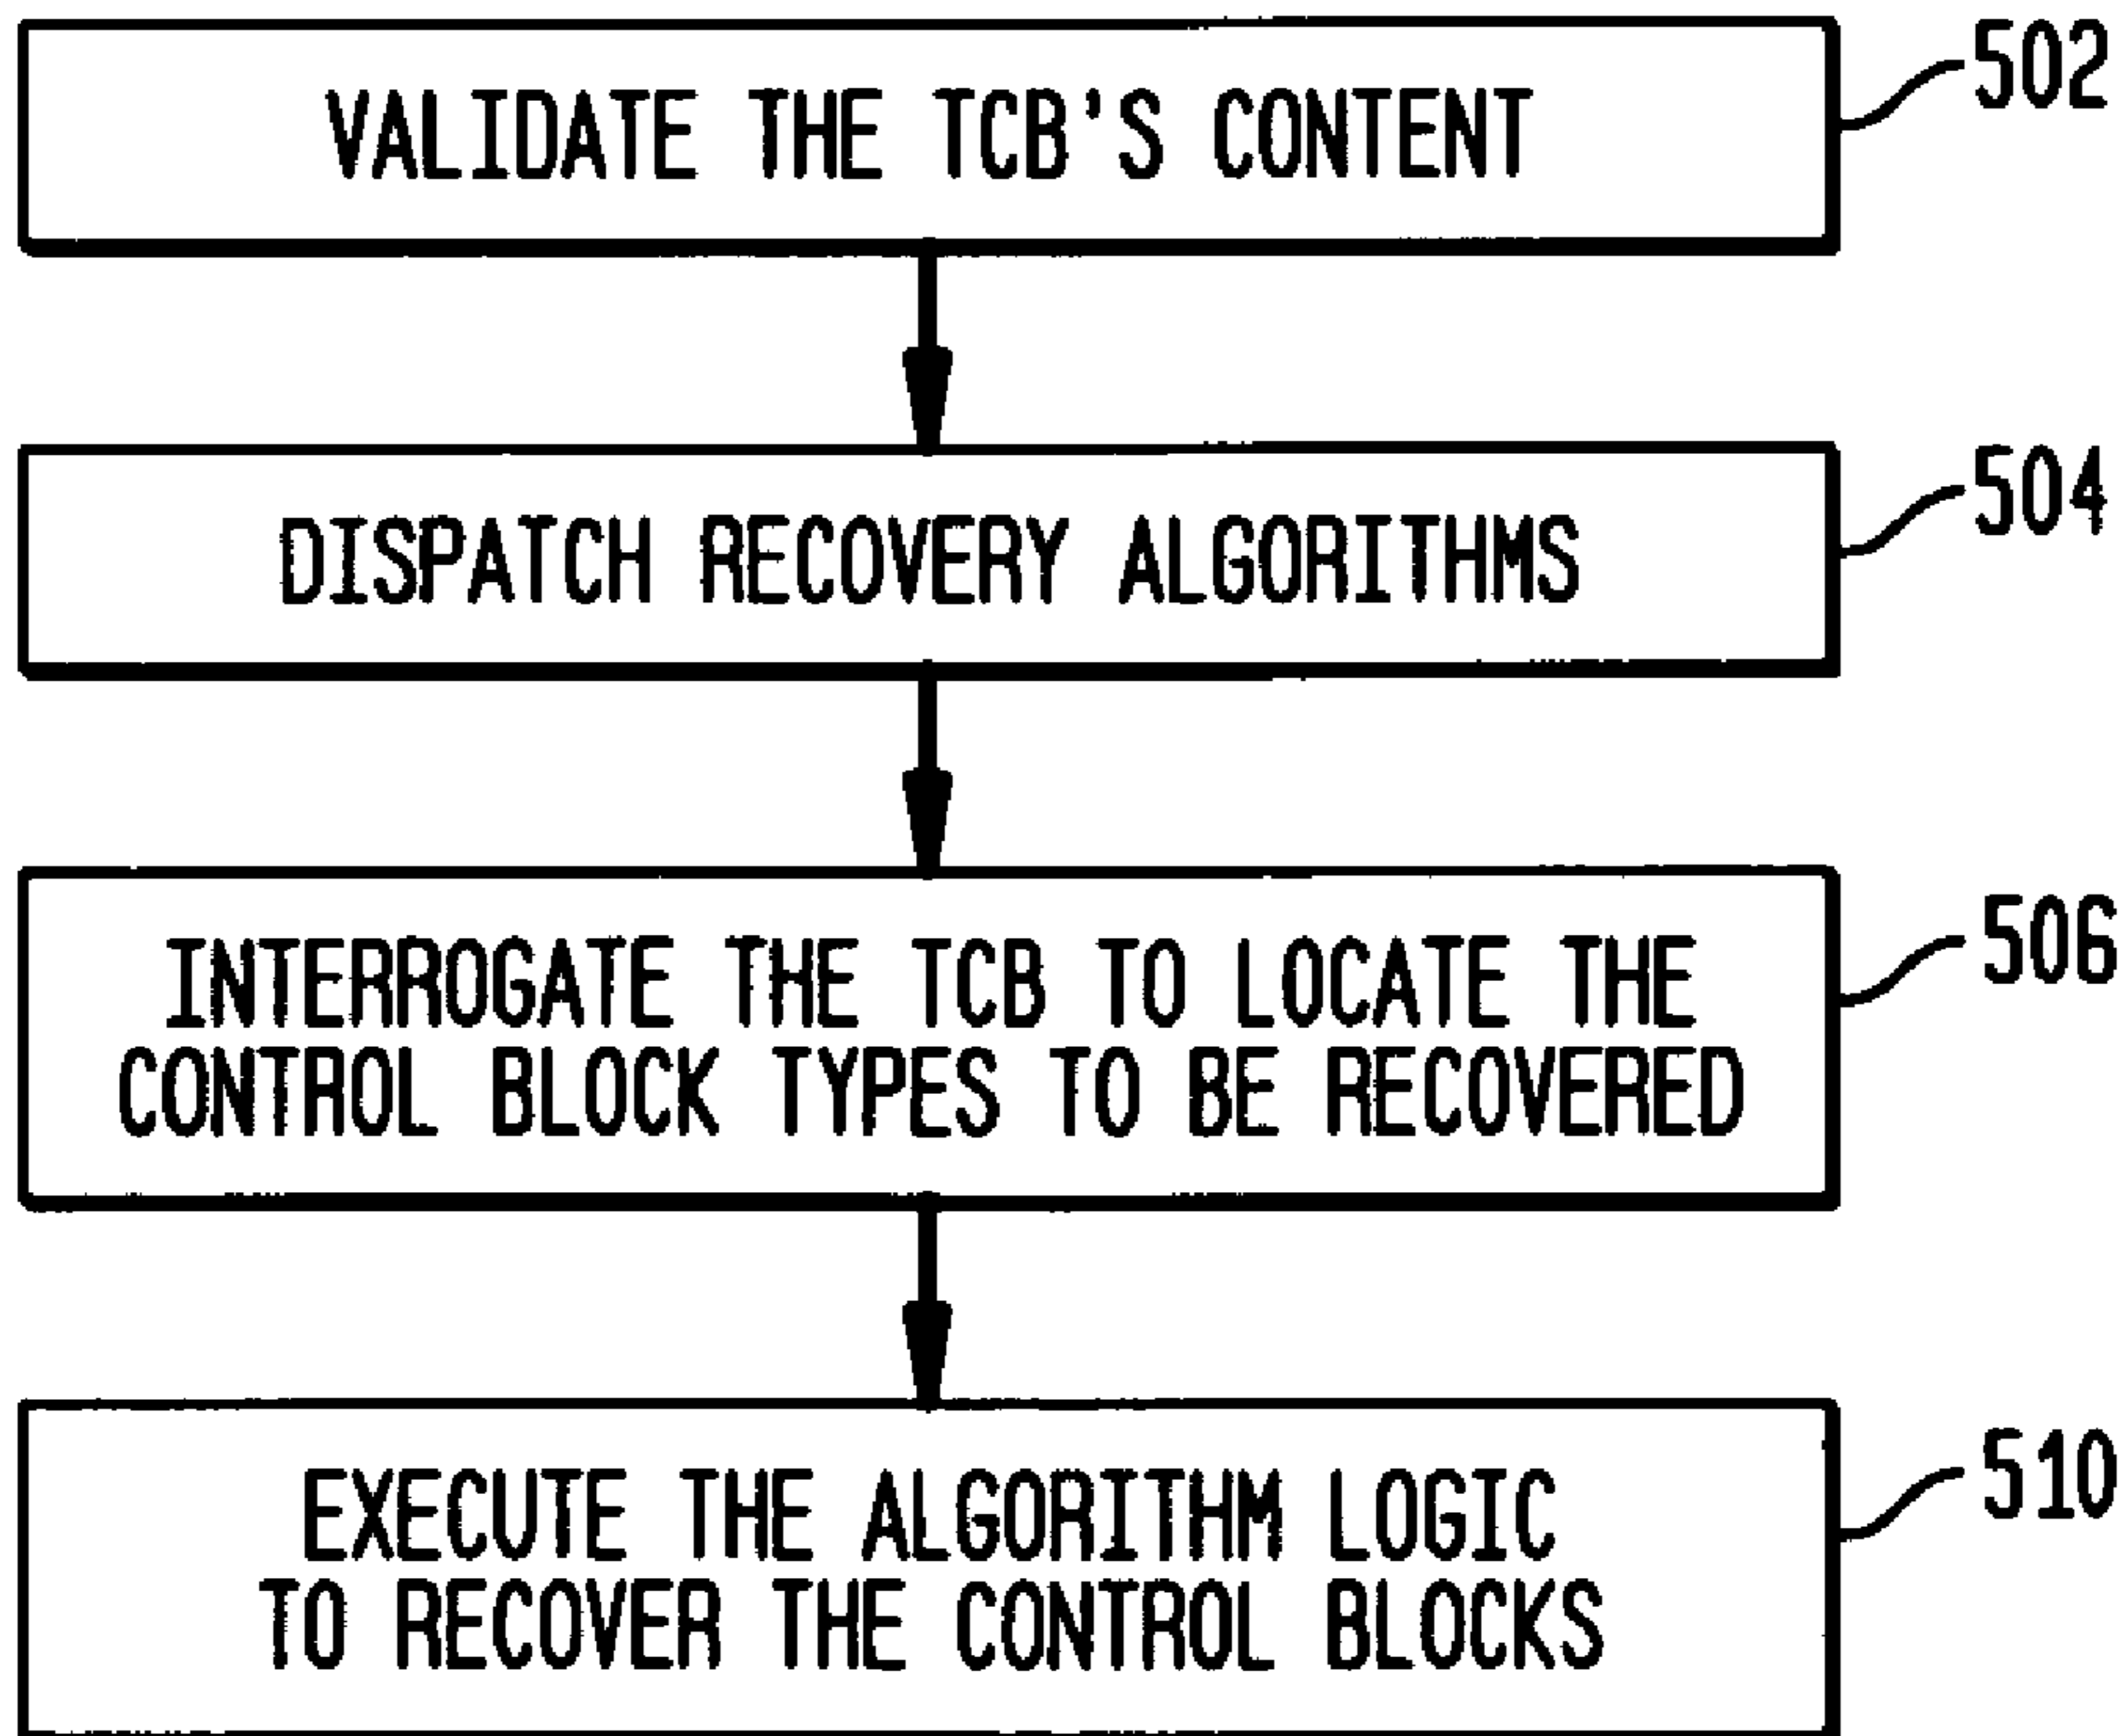 VALIDATE THE TCB'S CONTENT
502
DISPATCH RECOVERY ALGORITHMS
504
INTERROGATE THE TCB TO LOCATE THE
CONTROL BLOCK TYPES TO BE RECOVERED
506
EXECUTE THE ALGORITHM LOGIC
TO RECOVER THE CONTROL BLOCKS
510